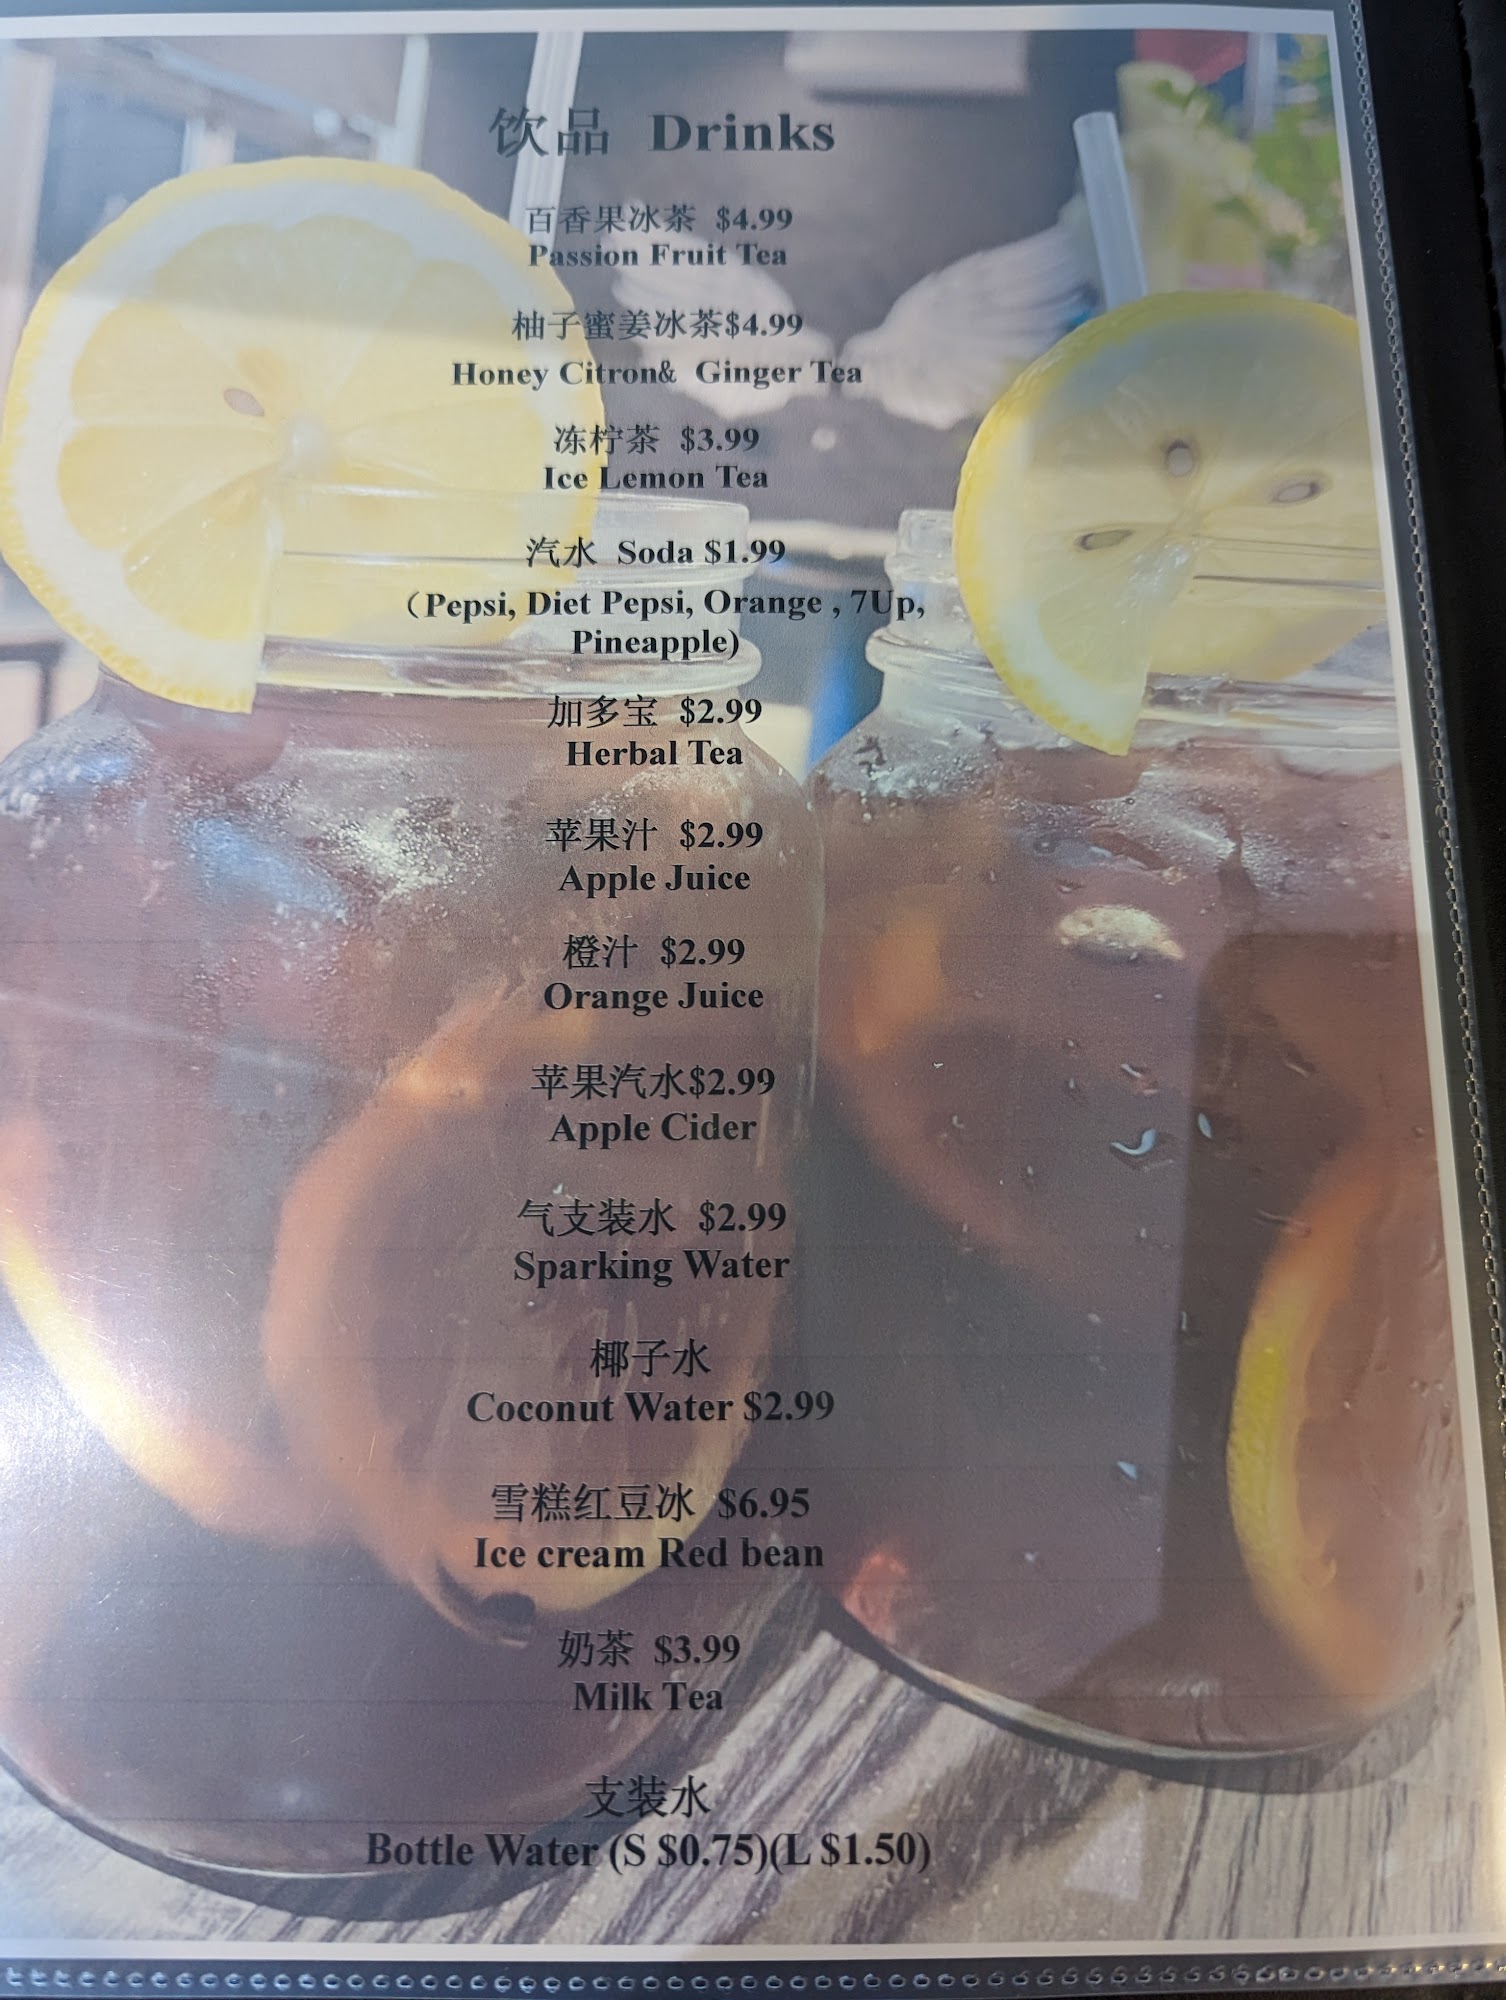 饮品 Drinks
百香果冰茶 $4.99
Passion Fruit Tea
柚子蜜姜冰茶$4.99
Honey Citron& Ginger Tea
冻柠茶 $3.99
Ice Lemon Tea
汽水 Soda $1.99
（Pepsi, Diet Pepsi, Orange , 7Up,
Pineapple)
加多宝 $2.99
Herbal Tea
苹果汁 $2.99
Apple Juice
橙汁 $2.99
Orange Juice
苹果汽水$2.99
Apple Cider
气支装水 $2.99
Sparking Water
椰子水
Coconut Water $2.99
雪糕红豆冰 $6.95
Ice cream Red bean
奶茶 $3.99
Milk Tea
支装水
Bottle Water (S $0.75)(L $1.50)